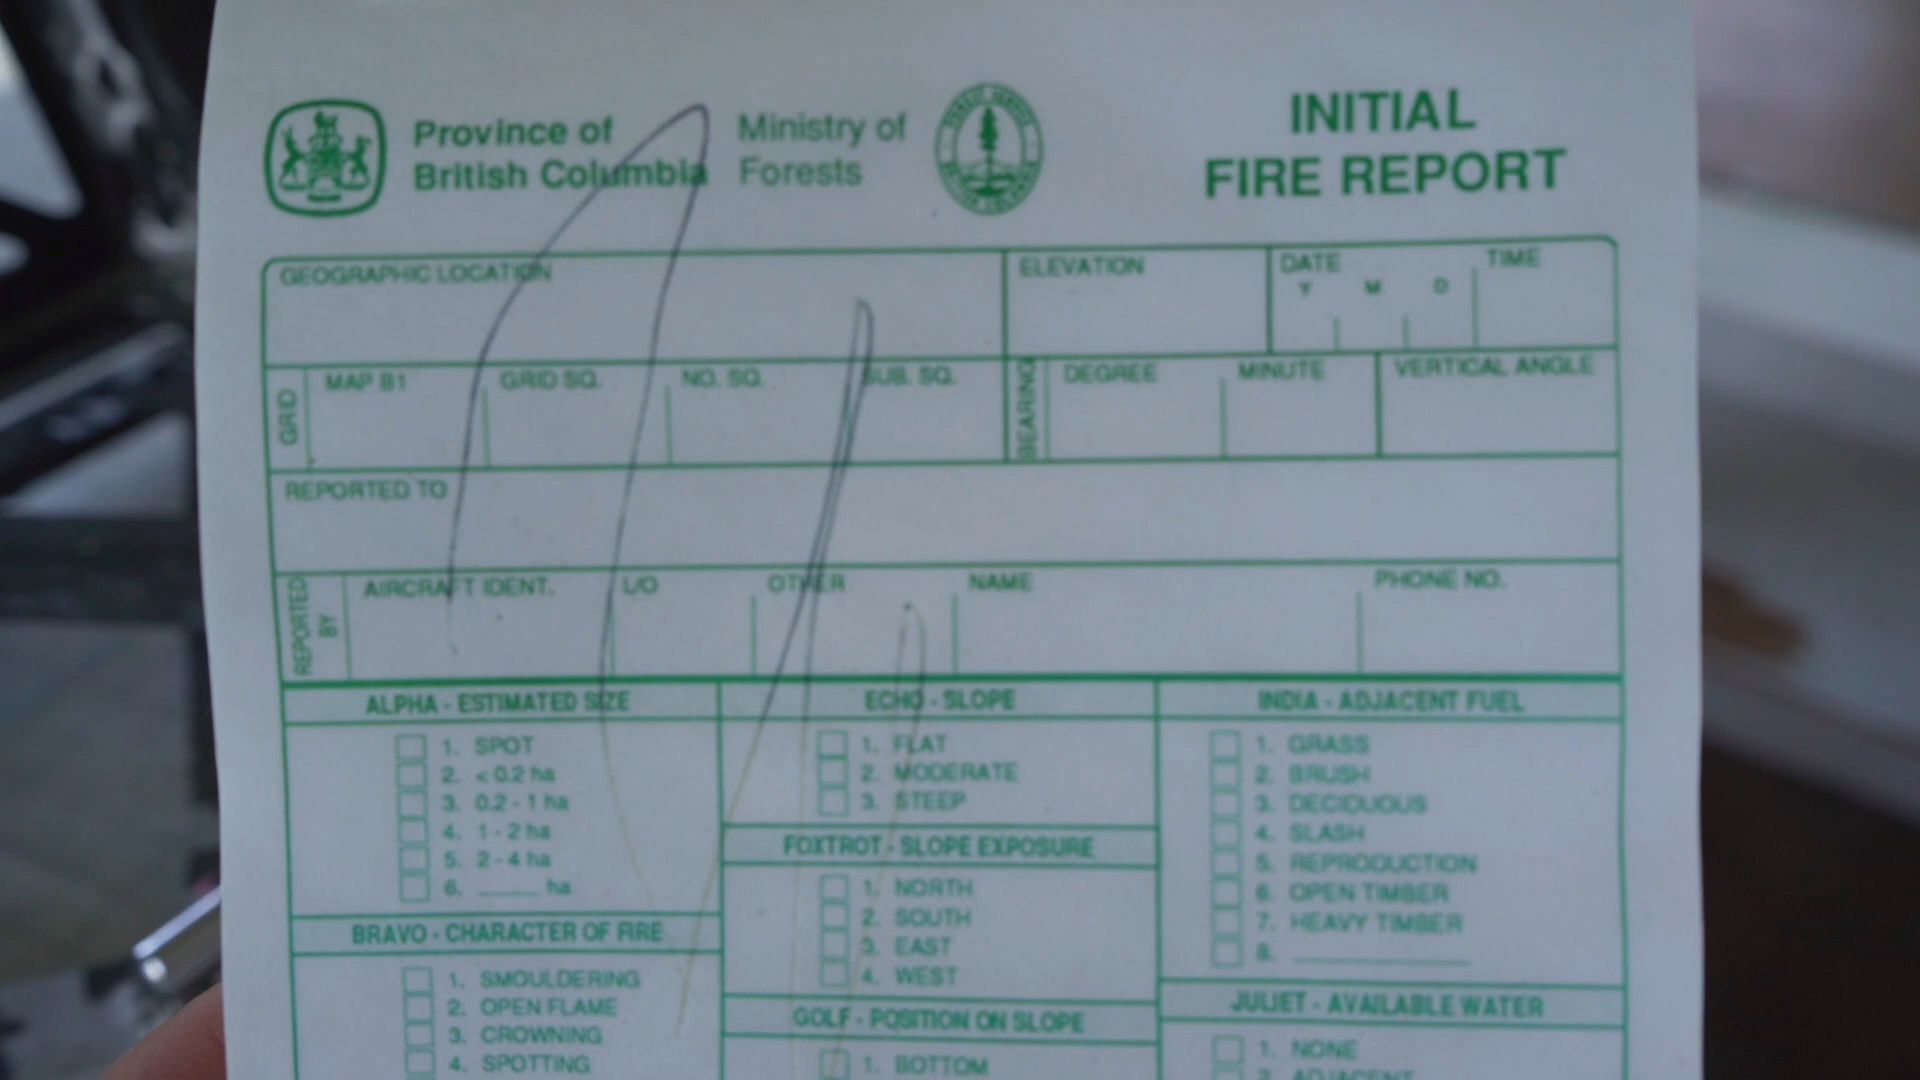 Province of
British Columbia
Ministry of
Forests
INITIAL
FIRE REPORT
GEOGRAPHIC LOCATION
ELEVATION
DATE
Y M D
TIME
GRID
MAP B1
GRID SQ.
NO. SQ.
SUB. SQ.
BEARING
DEGREE
MINUTE
VERTICAL ANGLE
REPORTED TO
REPORTED
BY
AIRCRAFT IDENT.
L/O
OTHER
NAME
PHONE NO.
ALPHA - ESTIMATED SIZE
1. SPOT
2. < 0.2 ha
3. 0.2 - 1 ha
4. 1 - 2 ha
5. 2 - 4 ha
6. _____ ha
BRAVO - CHARACTER OF FIRE
1. SMOULDERING
2. OPEN FLAME
3. CROWNING
4. SPOTTING
ECHO - SLOPE
1. FLAT
2. MODERATE
3. STEEP
FOXTROT - SLOPE EXPOSURE
1. NORTH
2. SOUTH
3. EAST
4. WEST
GOLF - POSITION ON SLOPE
1. BOTTOM
INDIA - ADJACENT FUEL
1. GRASS
2. BRUSH
3. DECIDUOUS
4. SLASH
5. REPRODUCTION
6. OPEN TIMBER
7. HEAVY TIMBER
8. _____
JULIET - AVAILABLE WATER
1. NONE
2. ADJACENT